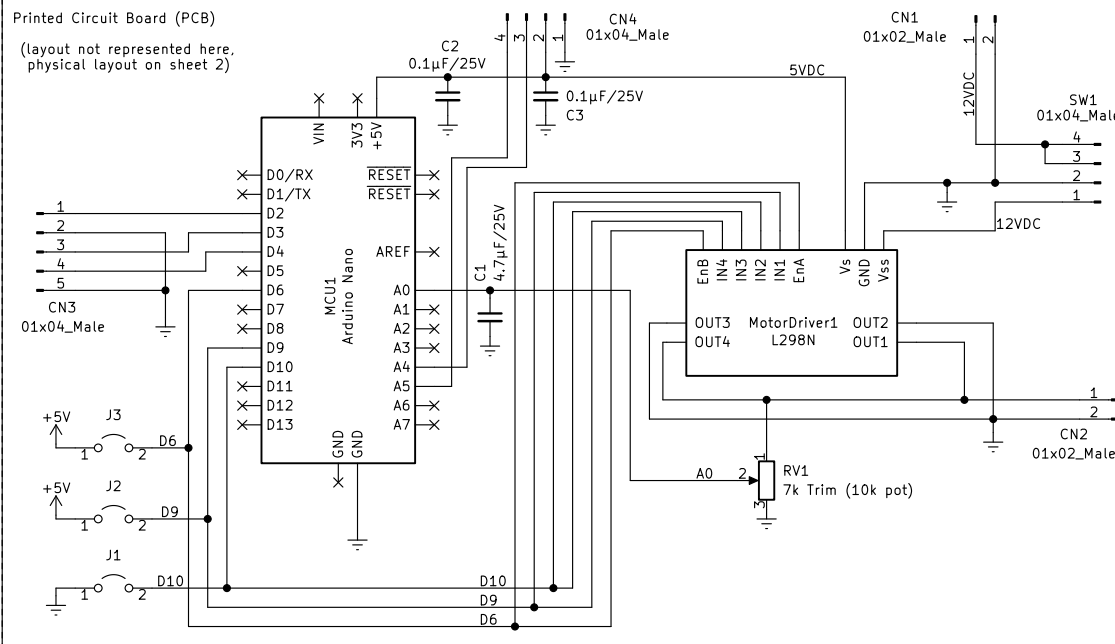 Printed Circuit Board (PCB)
(layout not represented here,
physical layout on sheet 2)
4
3
2
1
CN4
01x04_Male
CN1
01x02_Male
1
2
C2
0.1µF/25V
5VDC
0.1µF/25V
C3
12VDC
SW1
01x04_Male
4
3
2
1
12VDC
VIN
3V3
+5V
D0/RX
D1/TX
D2
D3
D4
D5
D6
D7
D8
D9
D10
D11
D12
D13
RESET
RESET
AREF
A0
A1
A2
A3
A4
A5
A6
A7
MCU1
Arduino Nano
GND
GND
1
2
3
4
5
CN3
01x04_Male
C1
4.7µF/25V
EnB
IN4
IN3
IN2
IN1
EnA
Vs
GND
Vss
OUT3
OUT4
MotorDriver1
L298N
OUT2
OUT1
1
2
CN2
01x02_Male
A0
1
2
3
RV1
7k Trim (10k pot)
+5V
J3
1
2
D6
+5V
J2
1
2
D9
J1
1
2
D10
D10
D9
D6